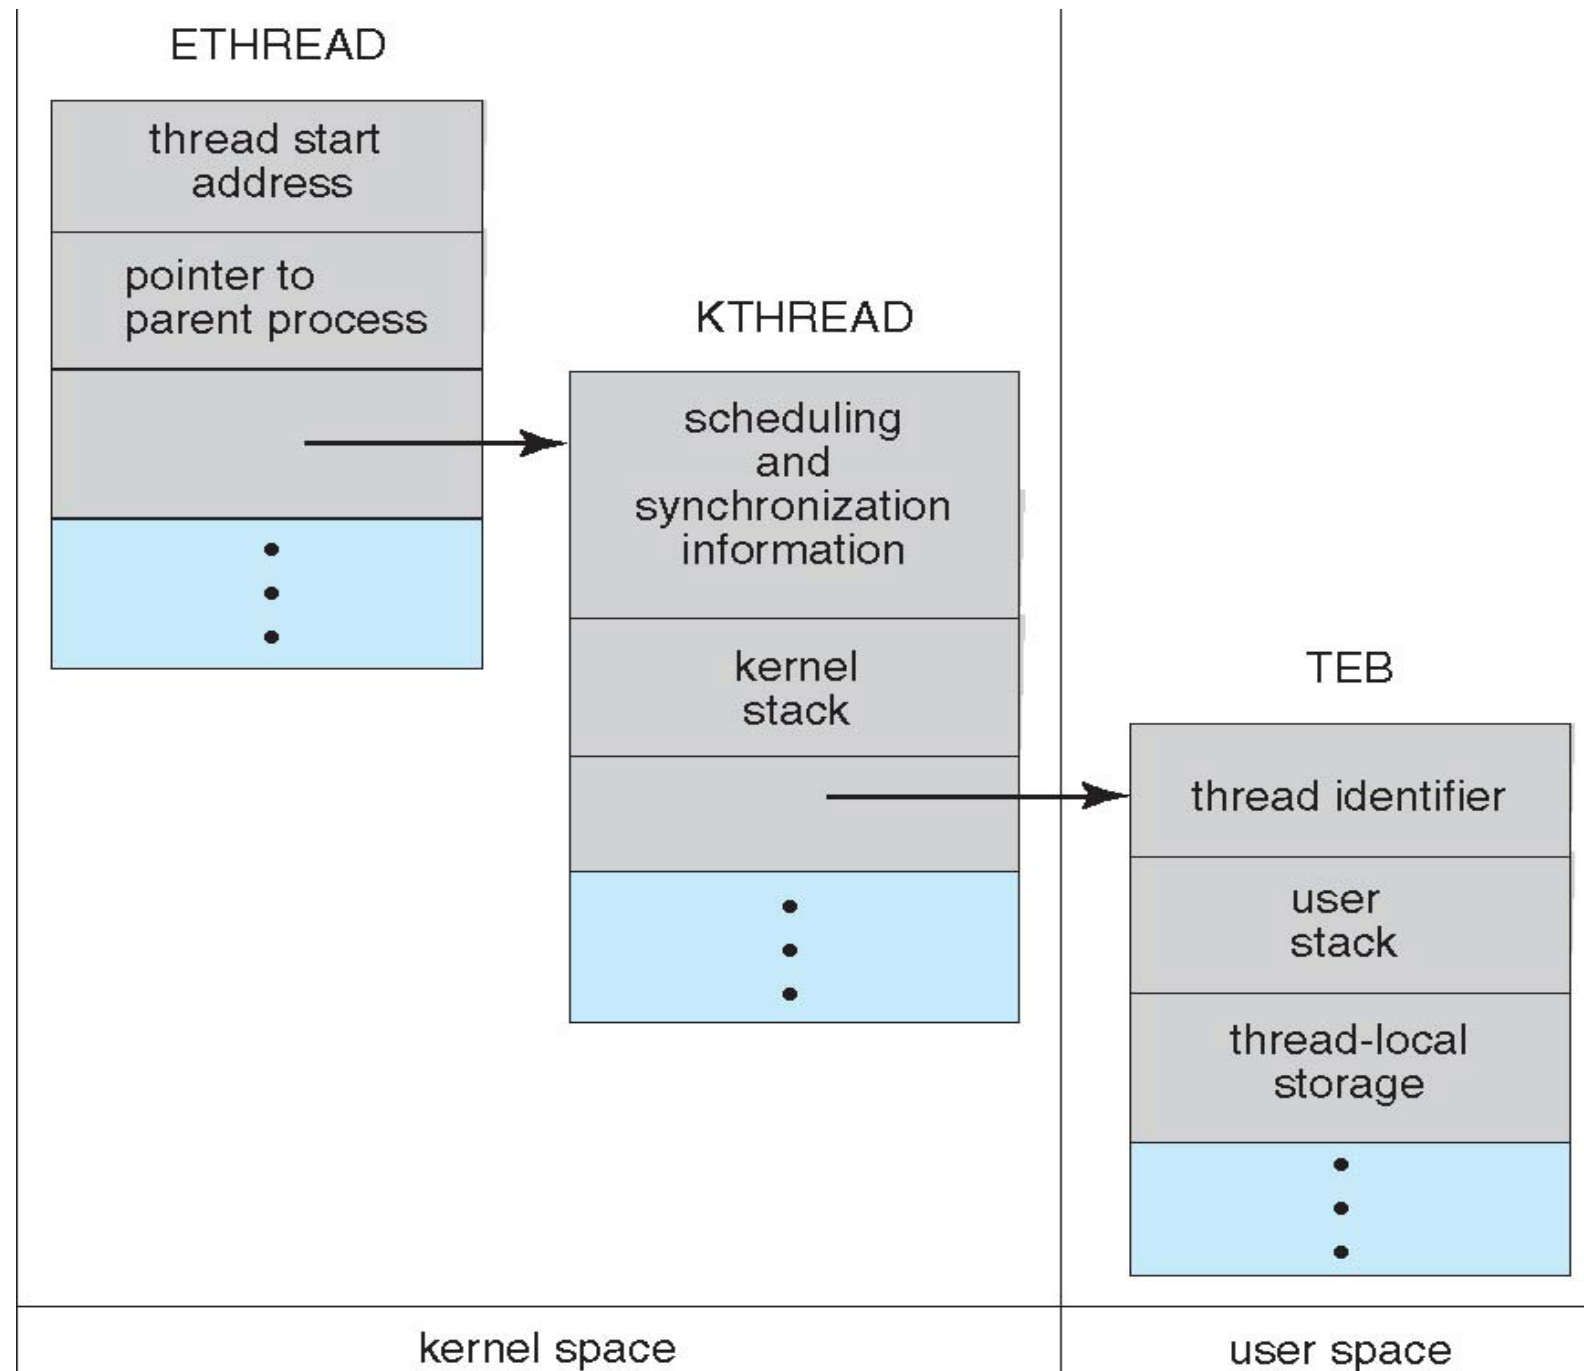 ETHREAD
thread start
address
pointer to
parent process
KTHREAD
scheduling
and
synchronization
information
kernel
stack
TEB
thread identifier
user
stack
thread-local
storage
kernel space
user space